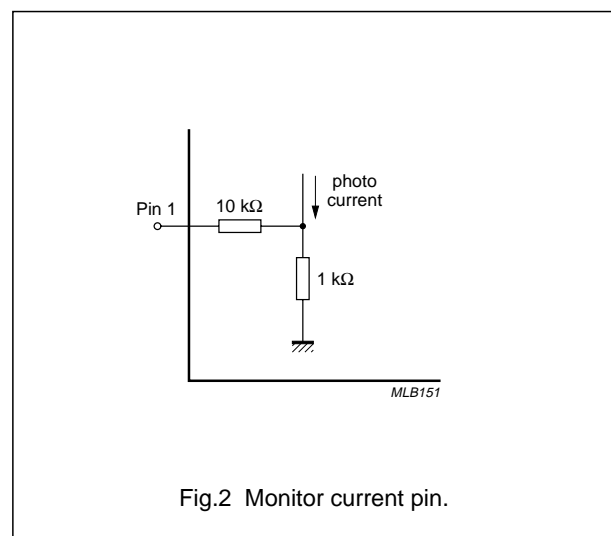 photo
current
Pin 1
10 kΩ
1 kΩ
MLB151
Fig.2 Monitor current pin.